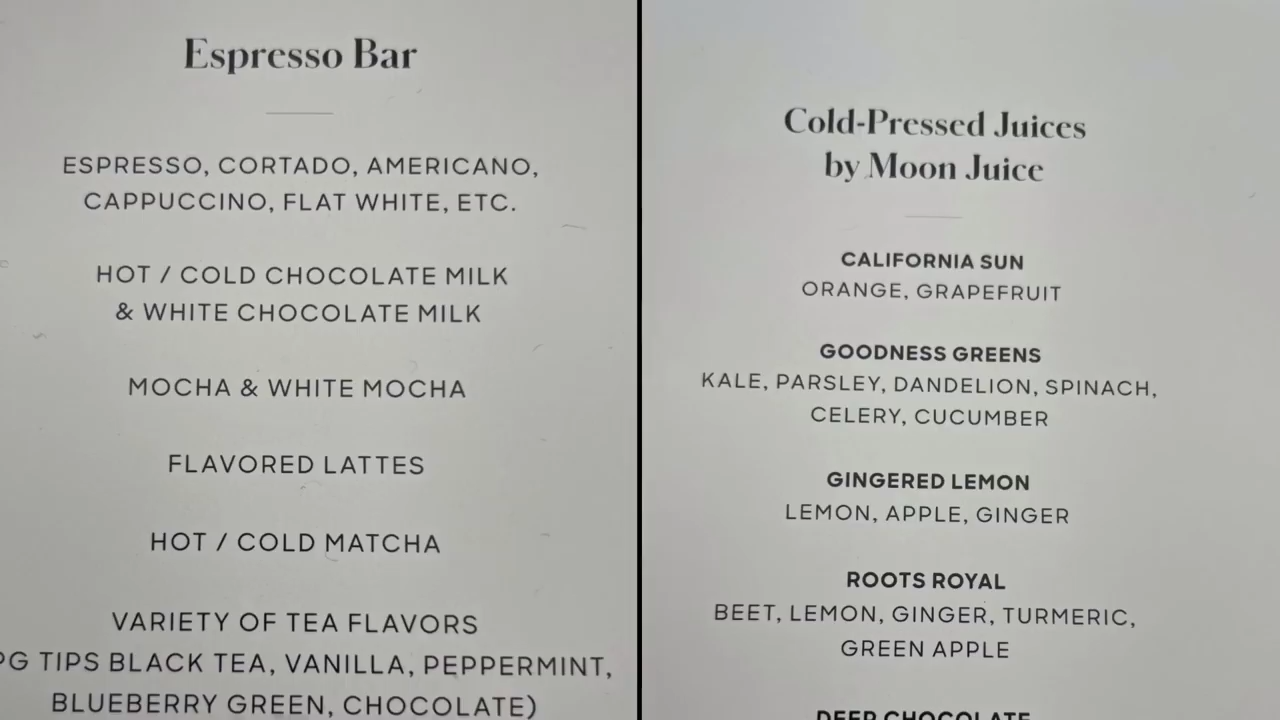 Espresso Bar
ESPRESSO, CORTADO, AMERICANO,
CAPPUCCINO, FLAT WHITE, ETC.
HOT / COLD CHOCOLATE MILK
& WHITE CHOCOLATE MILK
MOCHA & WHITE MOCHA
FLAVORED LATTES
HOT / COLD MATCHA
VARIETY OF TEA FLAVORS
PG TIPS BLACK TEA, VANILLA, PEPPERMINT,
BLUEBERRY GREEN, CHOCOLATE)
Cold-Pressed Juices
by Moon Juice
CALIFORNIA SUN
ORANGE, GRAPEFRUIT
GOODNESS GREENS
KALE, PARSLEY, DANDELION, SPINACH,
CELERY, CUCUMBER
GINGERED LEMON
LEMON, APPLE, GINGER
ROOTS ROYAL
BEET, LEMON, GINGER, TURMERIC,
GREEN APPLE
DEEP CHOCOLATE